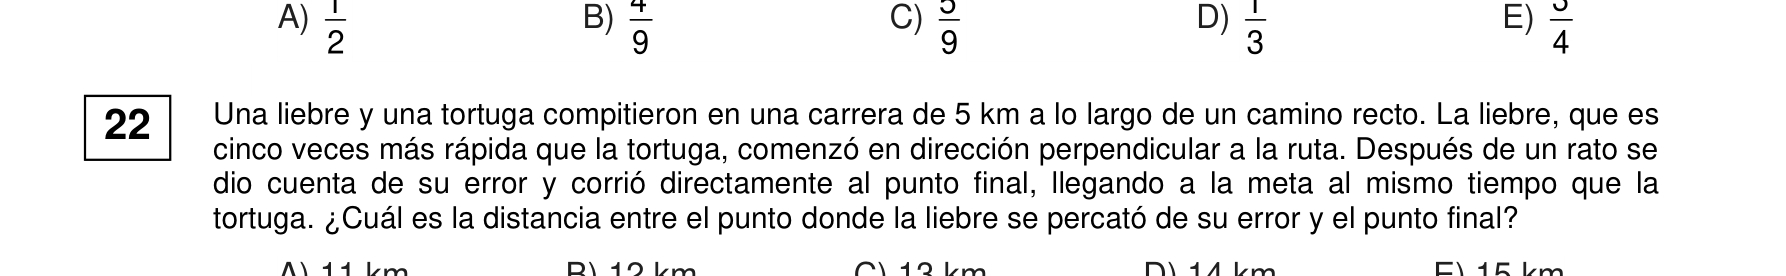 A) 1/2 B) 4/9 C) 5/9 D) 1/3 E) 3/4
22 Una liebre y una tortuga compitieron en una carrera de 5 km a lo largo de un camino recto. La liebre, que es
cinco veces más rápida que la tortuga, comenzó en dirección perpendicular a la ruta. Después de un rato se
dio cuenta de su error y corrió directamente al punto final, llegando a la meta al mismo tiempo que la
tortuga. ¿Cuál es la distancia entre el punto donde la liebre se percató de su error y el punto final?
A) 11 km B) 12 km C) 13 km D) 14 km E) 15 km